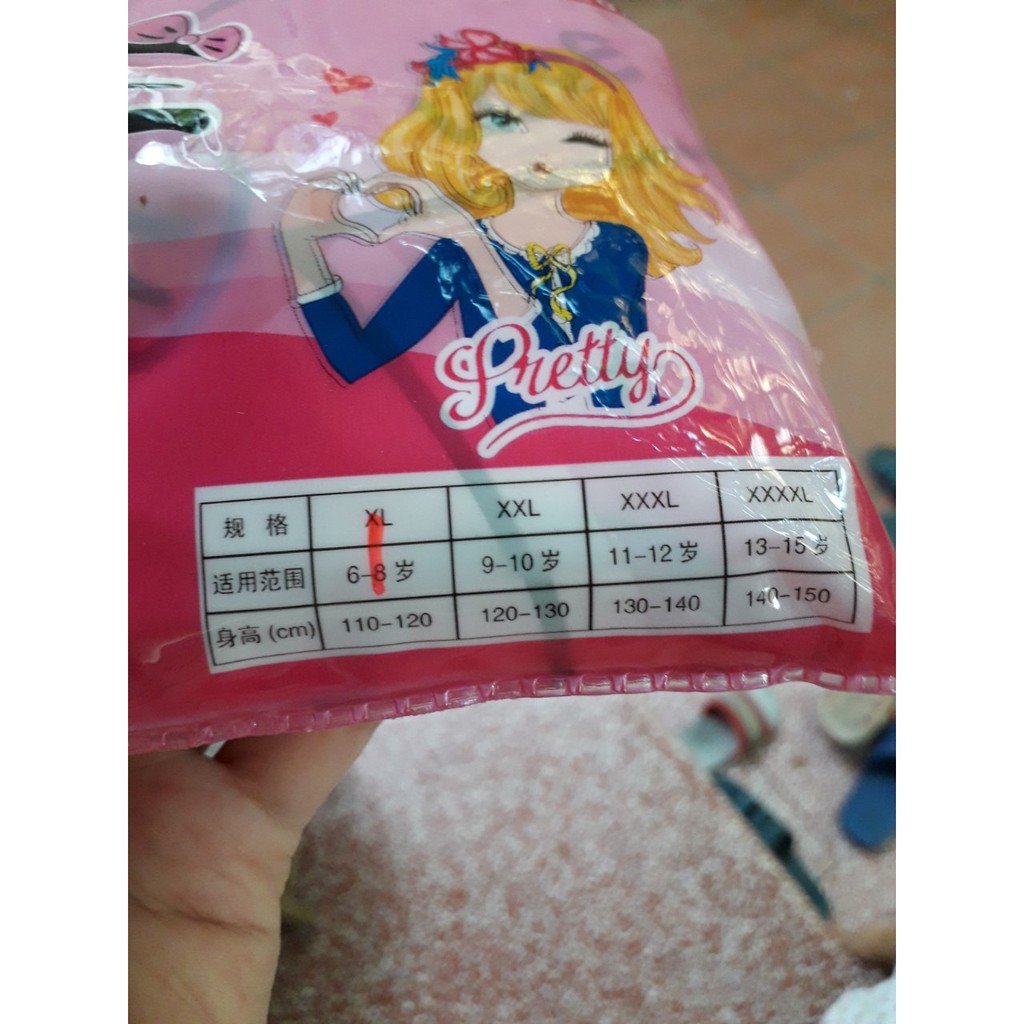 Pretty
规 格 XL XXL XXXL XXXXL
适用范围 6-8 岁 9-10 岁 11-12 岁 13-15 岁
身高 (cm) 110-120 120-130 130-140 140-150